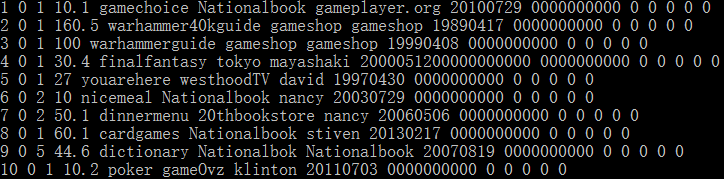 1 0 1 10.1 gamechoice Nationalbook gameplayer.org 20100729 0000000000 0 0 0 0 0
2 0 1 160.5 warhammer40kguide gameshop gameshop 19890417 0000000000 0 0 0 0 0
3 0 1 100 warhammerguide gameshop gameshop 19990408 0000000000 0 0 0 0 0
4 0 1 30.4 finalfantasy tokyo mayashaki 2000051200000000000 0000000000 0 0 0 0 0
5 0 1 27 youarehere westhoodTV david 19970430 0000000000 0 0 0 0 0
6 0 2 10 nicemeal Nationalbook nancy 20030729 0000000000 0 0 0 0 0
7 0 2 50.1 dinnermenu 20thbookstore nancy 20060506 0000000000 0 0 0 0 0
8 0 1 60.1 cardgames Nationalbook stiven 20130217 0000000000 0 0 0 0 0
9 0 5 44.6 dictionary Nationalbok Nationalbook 20070819 0000000000 0 0 0 0 0
10 0 1 10.2 poker gameOvz klinton 20110703 0000000000 0 0 0 0 0